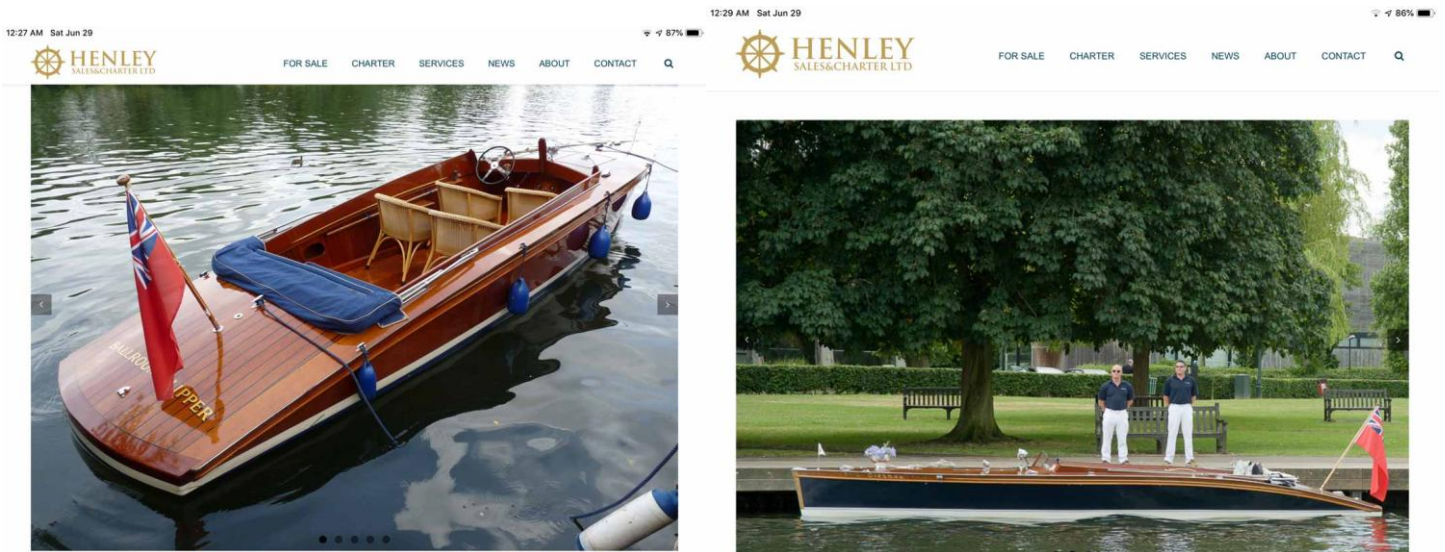 12:27 AM Sat Jun 29
87%
HENLEY
SALES&CHARTER LTD
FOR SALE CHARTER SERVICES NEWS ABOUT CONTACT
12:29 AM Sat Jun 29
86%
HENLEY
SALES&CHARTER LTD
FOR SALE CHARTER SERVICES NEWS ABOUT CONTACT